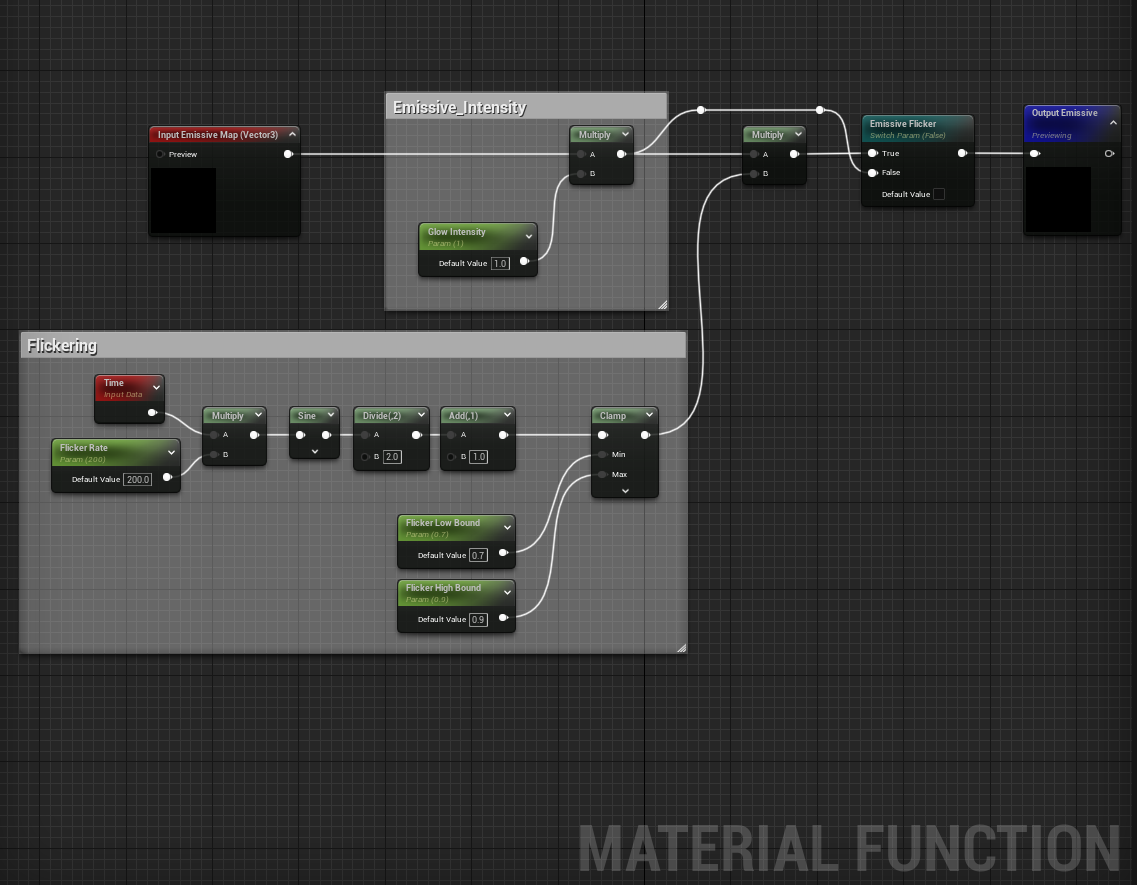 Emissive_Intensity
Input Emissive Map (Vector3)
Preview
Multiply
A
B
Glow Intensity
Param (1)
Default Value 1.0
Multiply
A
B
Emissive Flicker
Switch Param (False)
True
False
Default Value
Output Emissive
Previewing
Flickering
Time
Input Data
Flicker Rate
Param (200)
Default Value 200.0
Multiply
A
B
Sine
Divide(,2)
A
B 2.0
Add(,1)
A
B 1.0
Clamp
Min
Max
Flicker Low Bound
Param (0.7)
Default Value 0.7
Flicker High Bound
Param (0.9)
Default Value 0.9
MATERIAL FUNCTION